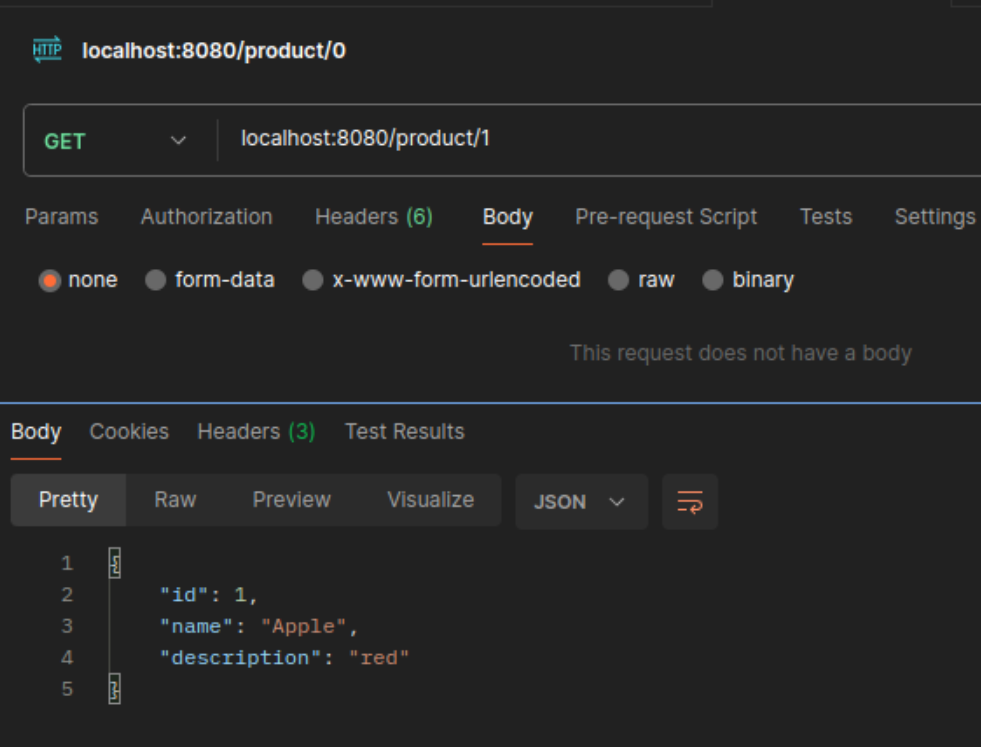 HTTP localhost:8080/product/0
GET localhost:8080/product/1
Params Authorization Headers (6) Body Pre-request Script Tests Settings
none form-data x-www-form-urlencoded raw binary
This request does not have a body
Body Cookies Headers (3) Test Results
Pretty Raw Preview Visualize JSON
1 {
2 "id": 1,
3 "name": "Apple",
4 "description": "red"
5 }